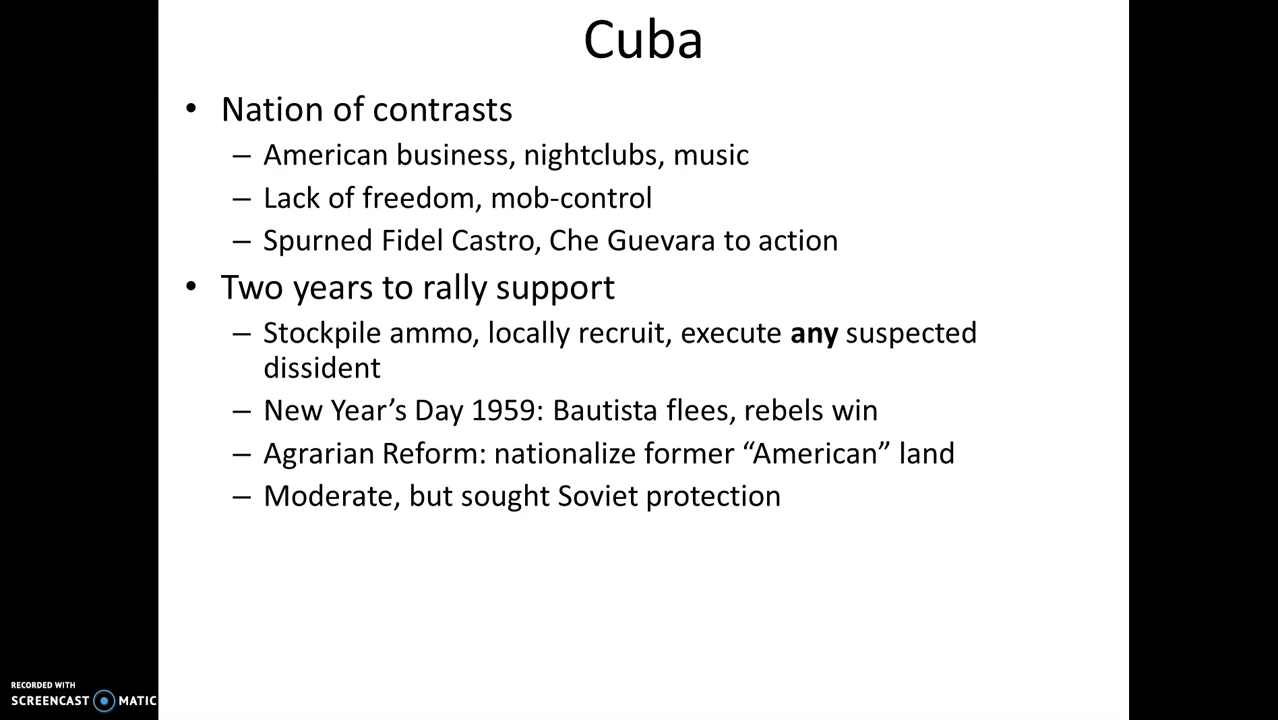 Cuba
• Nation of contrasts
– American business, nightclubs, music
– Lack of freedom, mob-control
– Spurned Fidel Castro, Che Guevara to action
• Two years to rally support
– Stockpile ammo, locally recruit, execute any suspected
dissident
– New Year’s Day 1959: Bautista flees, rebels win
– Agrarian Reform: nationalize former “American” land
– Moderate, but sought Soviet protection
RECORDED WITH
SCREENCAST MATIC